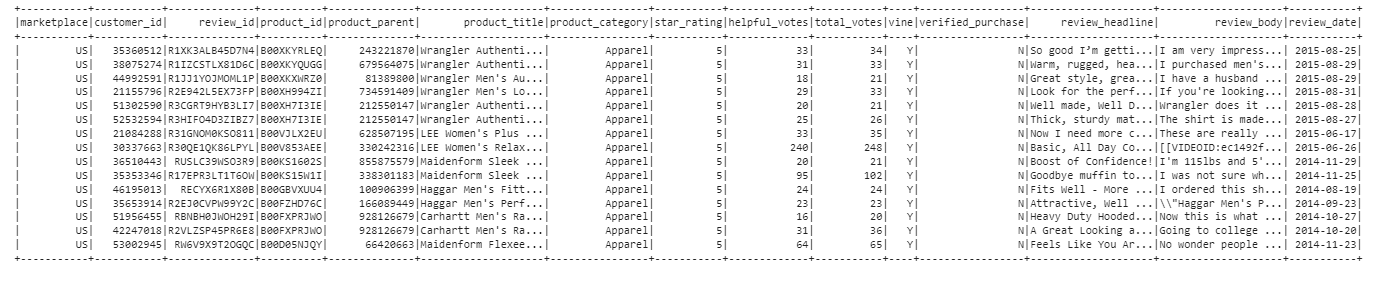 +-----------+-----------+--------------+----------+--------------+--------------------+----------------+-----------+-------------+-----------+----+-----------------+--------------------+--------------------+-----------+
|marketplace|customer_id|     review_id|product_id|product_parent|       product_title|product_category|star_rating|helpful_votes|total_votes|vine|verified_purchase|     review_headline|         review_body|review_date|
+-----------+-----------+--------------+----------+--------------+--------------------+----------------+-----------+-------------+-----------+----+-----------------+--------------------+--------------------+-----------+
|         US|   35360512|R1XK3ALB45D7N4|B00XKYRLEQ|     243221870|Wrangler Authenti...|         Apparel|          5|           33|         34|   Y|                N|So good I’m getti...|I am very impress...| 2015-08-25|
|         US|   38075274|R1IZCSTLX81D6C|B00XKYQUGG|     679564075|Wrangler Authenti...|         Apparel|          5|           31|         33|   Y|                N|Warm, rugged, hea...|I purchased men's...| 2015-08-29|
|         US|   44992591|R1JJ1YOJMOML1P|B00XKXWRZ0|      81389800|Wrangler Men's Au...|         Apparel|          5|           18|         21|   Y|                N|Great style, grea...|I have a husband ...| 2015-08-29|
|         US|   21155796|R2E942L5EX73FP|B00XH994ZI|     734591409|Wrangler Men's Lo...|         Apparel|          5|           29|         33|   Y|                N|Look for the perf...|If you're looking...| 2015-08-31|
|         US|   51302590|R3CGRT9HYB3LI7|B00XH7I3IE|     212550147|Wrangler Authenti...|         Apparel|          5|           20|         21|   Y|                N|Well made, Well D...|Wrangler does it ...| 2015-08-28|
|         US|   52532594|R3HIFO4D3ZIBZ7|B00XH7I3IE|     212550147|Wrangler Authenti...|         Apparel|          5|           25|         26|   Y|                N|Thick, sturdy mat...|The shirt is made...| 2015-08-27|
|         US|   21084288|R31GNOM0KSO811|B00VJLX2EU|     628507195|LEE Women's Plus ...|         Apparel|          5|           33|         35|   Y|                N|Now I need more c...|These are really ...| 2015-06-17|
|         US|   30337663|R30QE1QK86LPYL|B00V853AEE|     330242316|LEE Women's Relax...|         Apparel|          5|          240|        248|   Y|                N|Basic, All Day Co...|[[VIDEOID:ec1492f...| 2015-06-26|
|         US|   36510443| RUSLC39WSO3R9|B00KS1602S|     855875579|Maidenform Sleek ...|         Apparel|          5|           20|         21|   Y|                N|Boost of Confidence!|I'm 115lbs and 5'...| 2014-11-29|
|         US|   35353346|R17EPR3LT1T6OW|B00KS15W1I|     338301183|Maidenform Sleek ...|         Apparel|          5|           95|        102|   Y|                N|Goodbye muffin to...|I was not sure wh...| 2014-11-25|
|         US|   46195013|  RECYX6R1X80B|B00GBVXUU4|     100906399|Haggar Men's Fitt...|         Apparel|          5|           24|         24|   Y|                N|Fits Well - More ...|I ordered this sh...| 2014-08-19|
|         US|   35653914|R2EJ0CVPW99Y2C|B00FZHD76C|     166089449|Haggar Men's Perf...|         Apparel|          5|           23|         23|   Y|                N|Attractive, Well ...|\\"Haggar Men's P...| 2014-09-23|
|         US|   51956455| RBNBH0JWOH29I|B00FXPRJWO|     928126679|Carhartt Men's Ra...|         Apparel|          5|           16|         20|   Y|                N|Heavy Duty Hooded...|Now this is what ...| 2014-10-27|
|         US|   42247018|R2VLZSP45PR6E8|B00FXPRJWO|     928126679|Carhartt Men's Ra...|         Apparel|          5|           31|         36|   Y|                N|A Great Looking a...|Going to college ...| 2014-10-20|
|         US|   53002945| RW6V9X9T2OGQC|B00D05NJQY|      66420663|Maidenform Flexee...|         Apparel|          5|           64|         65|   Y|                N|Feels Like You Ar...|No wonder people ...| 2014-11-23|
+-----------+-----------+--------------+----------+--------------+--------------------+----------------+-----------+-------------+-----------+----+-----------------+--------------------+--------------------+-----------+